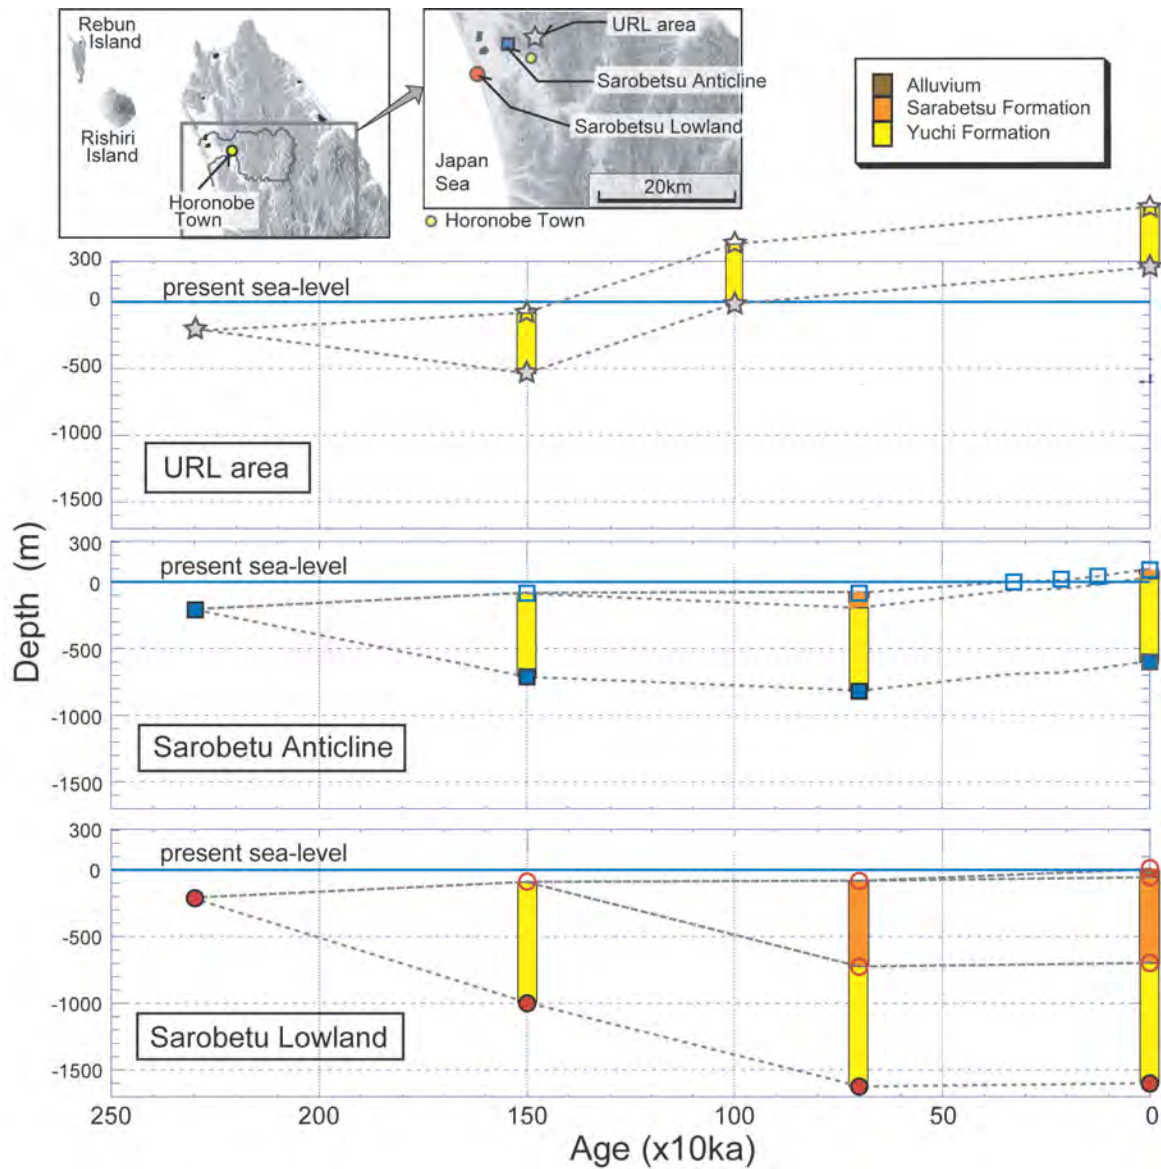 Rebun
Island
Rishiri
Island
Horonobe
Town
URL area
Sarobetsu Anticline
Sarobetsu Lowland
Japan
Sea
20km
Horonobe Town
Alluvium
Sarabetsu Formation
Yuchi Formation
300
present sea-level
0
-500
-1000
URL area
-1500
300
present sea-level
0
-500
-1000
Sarobetu Anticline
-1500
300
present sea-level
0
-500
-1000
Sarobetu Lowland
-1500
Depth (m)
250 200 150 100 50 0
Age (x10ka)